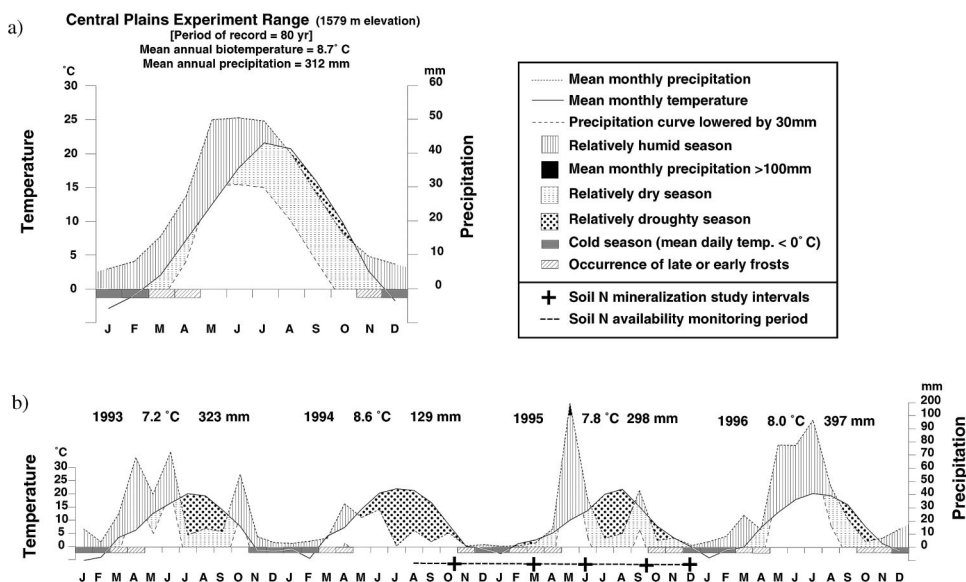 a)
Central Plains Experiment Range (1579 m elevation)
[Period of record = 80 yr]
Mean annual biotemperature = 8.7˚ C
Mean annual precipitation = 312 mm
˚C
mm
30
25
20
15
10
5
0
60
50
40
30
20
10
0
Temperature
Precipitation
J F M A M J J A S O N D
Mean monthly precipitation
Mean monthly temperature
Precipitation curve lowered by 30mm
Relatively humid season
Mean monthly precipitation >100mm
Relatively dry season
Relatively droughty season
Cold season (mean daily temp. < 0˚ C)
Occurrence of late or early frosts
Soil N mineralization study intervals
Soil N availability monitoring period
b)
1993 7.2 ˚C 323 mm
1994 8.6 ˚C 129 mm
1995 7.8 ˚C 298 mm
1996 8.0 ˚C 397 mm
˚C
30
20
15
10
5
0
mm
200
100
90
80
70
60
50
40
30
20
10
0
Temperature
Precipitation
J F M A M J J A S O N D J F M A M J J A S O N D J F M A M J J A S O N D J F M A M J J A S O N D